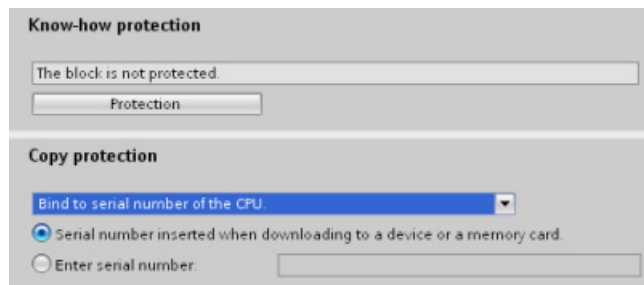 Know-how protection
The block is not protected.
Protection
Copy protection
Bind to serial number of the CPU.
Serial number inserted when downloading to a device or a memory card.
Enter serial number: